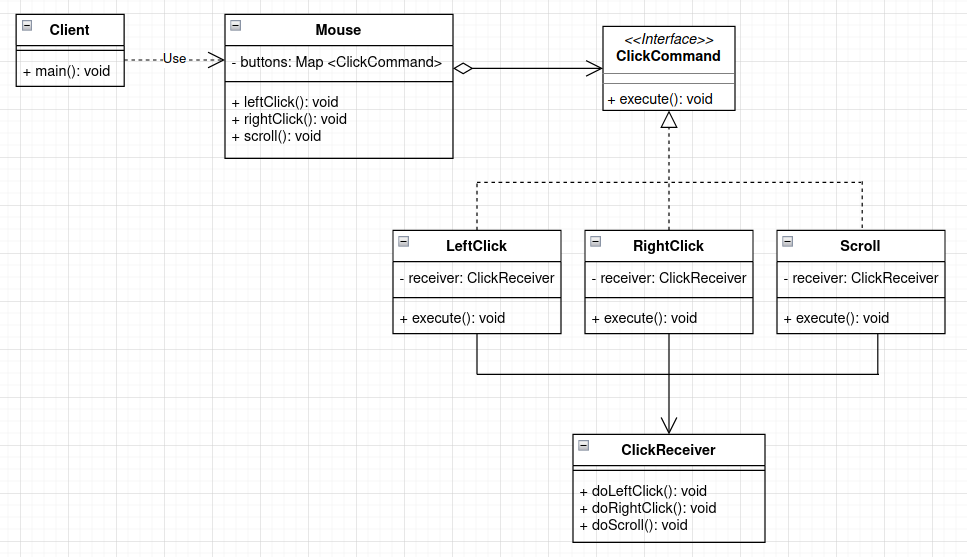 Client
+ main(): void
Use
Mouse
- buttons: Map <ClickCommand>
+ leftClick(): void
+ rightClick(): void
+ scroll(): void
<<Interface>>
ClickCommand
+ execute(): void
LeftClick
- receiver: ClickReceiver
+ execute(): void
RightClick
- receiver: ClickReceiver
+ execute(): void
Scroll
- receiver: ClickReceiver
+ execute(): void
ClickReceiver
+ doLeftClick(): void
+ doRightClick(): void
+ doScroll(): void